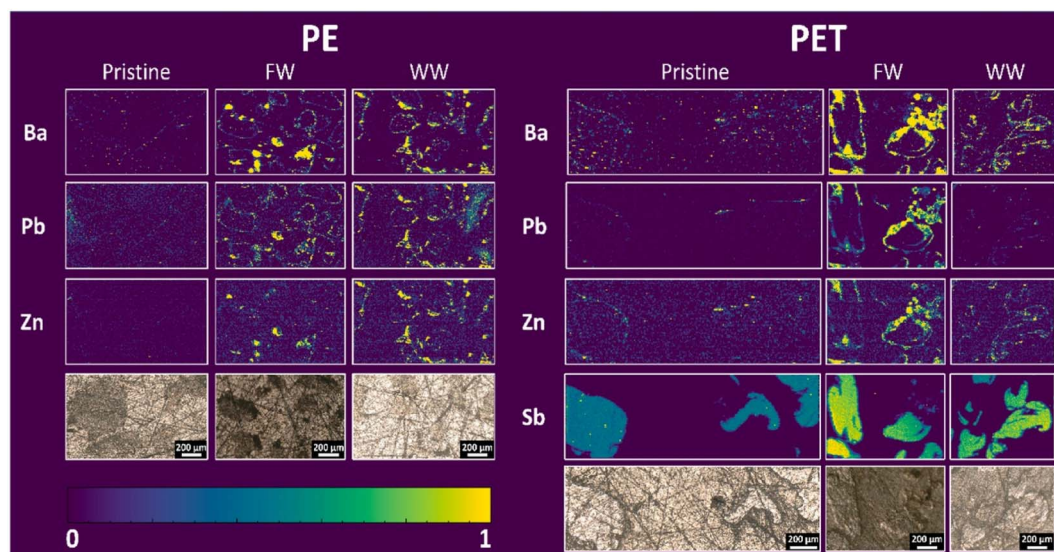 PE PET
Pristine FW WW Pristine FW WW
Ba Ba
Pb Pb
Zn Zn
200 µm 200 µm 200 µm Sb
0 1 200 µm 200 µm 200 µm